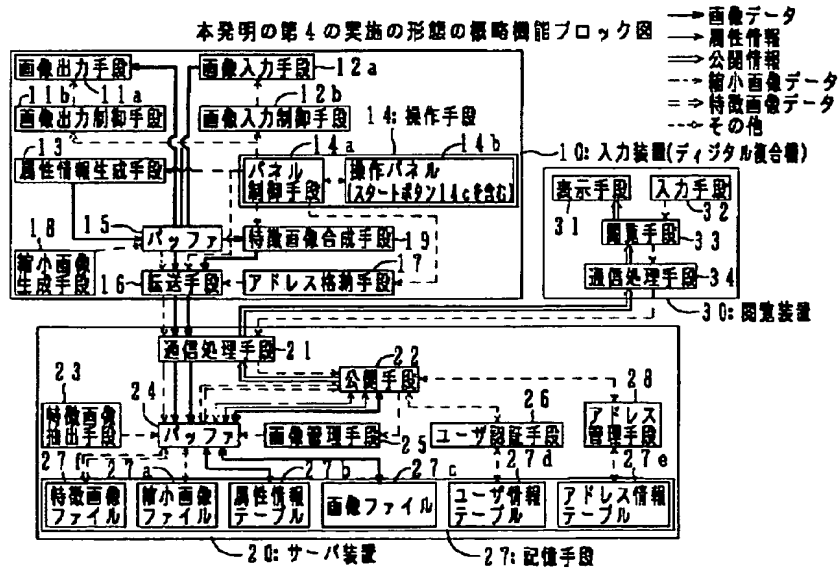 本発明の第4の実施の形態の概略機能ブロック図
画像データ
属性情報
公開情報
縮小画像データ
特徴画像データ
その他
画像出力手段
11a
画像入力手段
12a
11b
画像出力制御手段
12b
画像入力制御手段
14:操作手段
13
属性情報生成手段
14a
パネル
制御手段
14b
操作パネル
(スタートボタン14cを含む)
10:入力装置(ディジタル複合機)
15
バッファ
特徴画像合成手段
19
18
縮小画像
生成手段
16
転送手段
アドレス格納手段
17
表示手段
31
入力手段
32
閲覧手段
33
通信処理手段
34
30:閲覧装置
通信処理手段
21
22
公開手段
23
特徴画像
抽出手段
24
バッファ
画像管理手段
25
26
ユーザ認証手段
28
アドレス
管理手段
27f
特徴画像
ファイル
27a
縮小画像
ファイル
27b
属性情報
テーブル
27c
画像ファイル
27d
ユーザ情報
テーブル
27e
アドレス情報
テーブル
20:サーバ装置
27:記憶手段